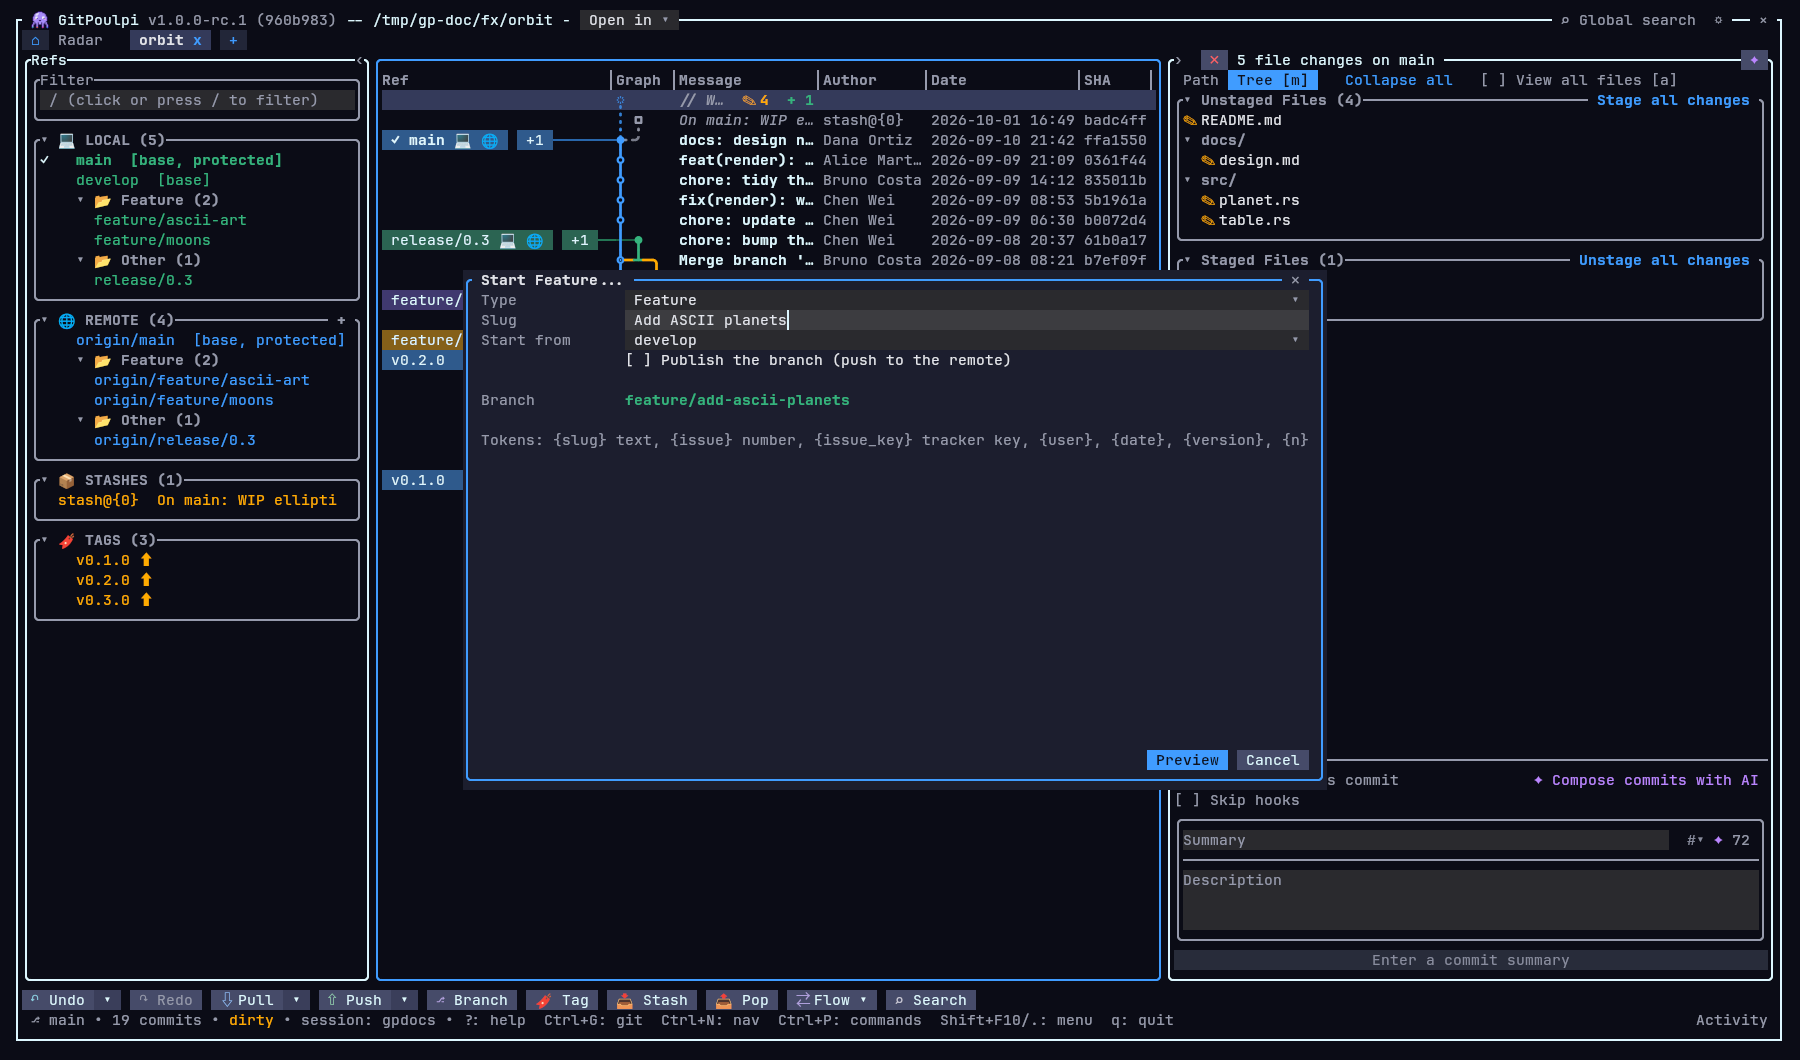 GitPoulpi v1.0.0-rc.1 (960b983) —— /tmp/gp-doc/fx/orbit - Open in ▾
⌕ Global search ⚙ — ×
⌂ Radar orbit x +
Refs ‹
Filter
/ (click or press / to filter)
▾ 💻 LOCAL (5)
✓ main [base, protected]
develop [base]
▾ 📂 Feature (2)
feature/ascii-art
feature/moons
▾ 📂 Other (1)
release/0.3
▾ 🌐 REMOTE (4) +
origin/main [base, protected]
▾ 📂 Feature (2)
origin/feature/ascii-art
origin/feature/moons
▾ 📂 Other (1)
origin/release/0.3
▾ 📦 STASHES (1)
stash@{0} On main: WIP ellipti
▾ TAGS (3)
v0.1.0 ⬆
v0.2.0 ⬆
v0.3.0 ⬆
Ref Graph Message Author Date SHA
// W… ✎ 4 + 1
On main: WIP e… stash@{0} 2026-10-01 16:49 badc4ff
✓ main 💻 🌐 +1 docs: design n… Dana Ortiz 2026-09-10 21:42 ffa1550
feat(render): … Alice Mart… 2026-09-09 21:09 0361f44
chore: tidy th… Bruno Costa 2026-09-09 14:12 835011b
fix(render): w… Chen Wei 2026-09-09 08:53 5b1961a
chore: update … Chen Wei 2026-09-09 06:30 b0072d4
release/0.3 💻 🌐 +1 chore: bump th… Chen Wei 2026-09-08 20:37 61b0a17
Merge branch '… Bruno Costa 2026-09-08 08:21 b7ef09f
feature/
feature/
v0.2.0
v0.1.0
Start Feature... ×
Type Feature ▾
Slug Add ASCII planets
Start from develop ▾
[ ] Publish the branch (push to the remote)
Branch feature/add-ascii-planets
Tokens: {slug} text, {issue} number, {issue_key} tracker key, {user}, {date}, {version}, {n}
Preview Cancel
› ✕ 5 file changes on main ✦
Path Tree [m] Collapse all [ ] View all files [a]
▾ Unstaged Files (4) Stage all changes
✎ README.md
▾ docs/
✎ design.md
▾ src/
✎ planet.rs
✎ table.rs
▾ Staged Files (1) Unstage all changes
s commit ✦ Compose commits with AI
[ ] Skip hooks
Summary #▾ ✦ 72
Description
Enter a commit summary
Undo ▾ Redo Pull ▾ Push ▾ Branch Tag Stash Pop Flow ▾ Search
main • 19 commits • dirty • session: gpdocs • ?: help Ctrl+G: git Ctrl+N: nav Ctrl+P: commands Shift+F10/.: menu q: quit Activity